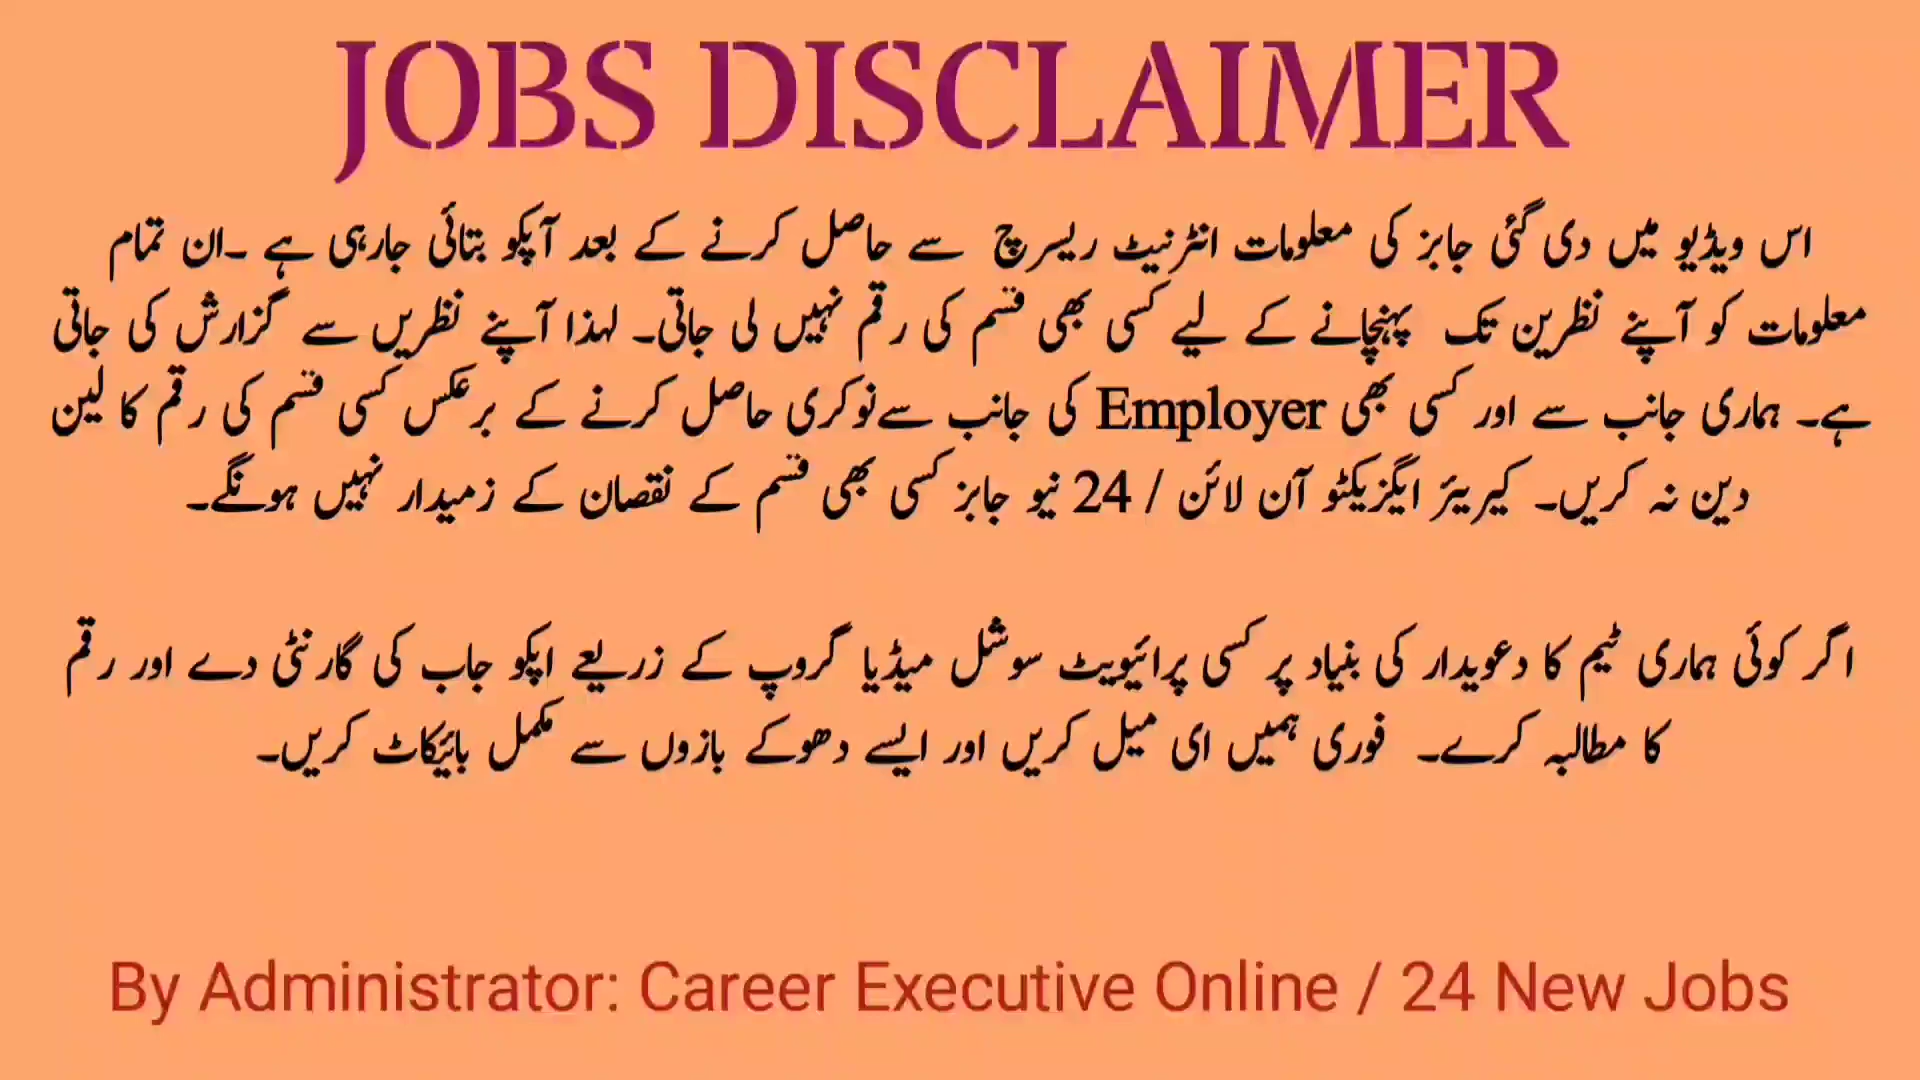 JOBS DISCLAIMER
اس ویڈیو میں دی گئی جابز کی معلومات انٹرنیٹ ریسرچ سے حاصل کرنے کے بعد آپکو بتائی جارہی ہے ۔ان تمام
معلومات کو آپنے نظرین تک پہنچانے کے لیے کسی بھی قسم کی رقم نہیں لی جاتی۔ لہذا آپنے نظریں سے گزارش کی جاتی
ہے۔ ہماری جانب سے اور کسی بھی Employer کی جانب سےنوکری حاصل کرنے کے برعکس کسی قسم کی رقم کا لین
دین نہ کریں۔ کیریئر ایگزیکٹو آن لائن / 24 نیو جابز کسی بھی قسم کے نقصان کے زمیدار نہیں ہونگے۔
اگر کوئی ہماری ٹیم کا دعویدار کی بنیاد پر کسی پرائیویٹ سوشل میڈیا گروپ کے زریعے اپکو جاب کی گارنٹی دے اور رقم
کا مطالبہ کرے۔ فوری ہمیں ای میل کریں اور ایسے دھوکے بازوں سے مکمل بائیکاٹ کریں۔
By Administrator: Career Executive Online / 24 New Jobs